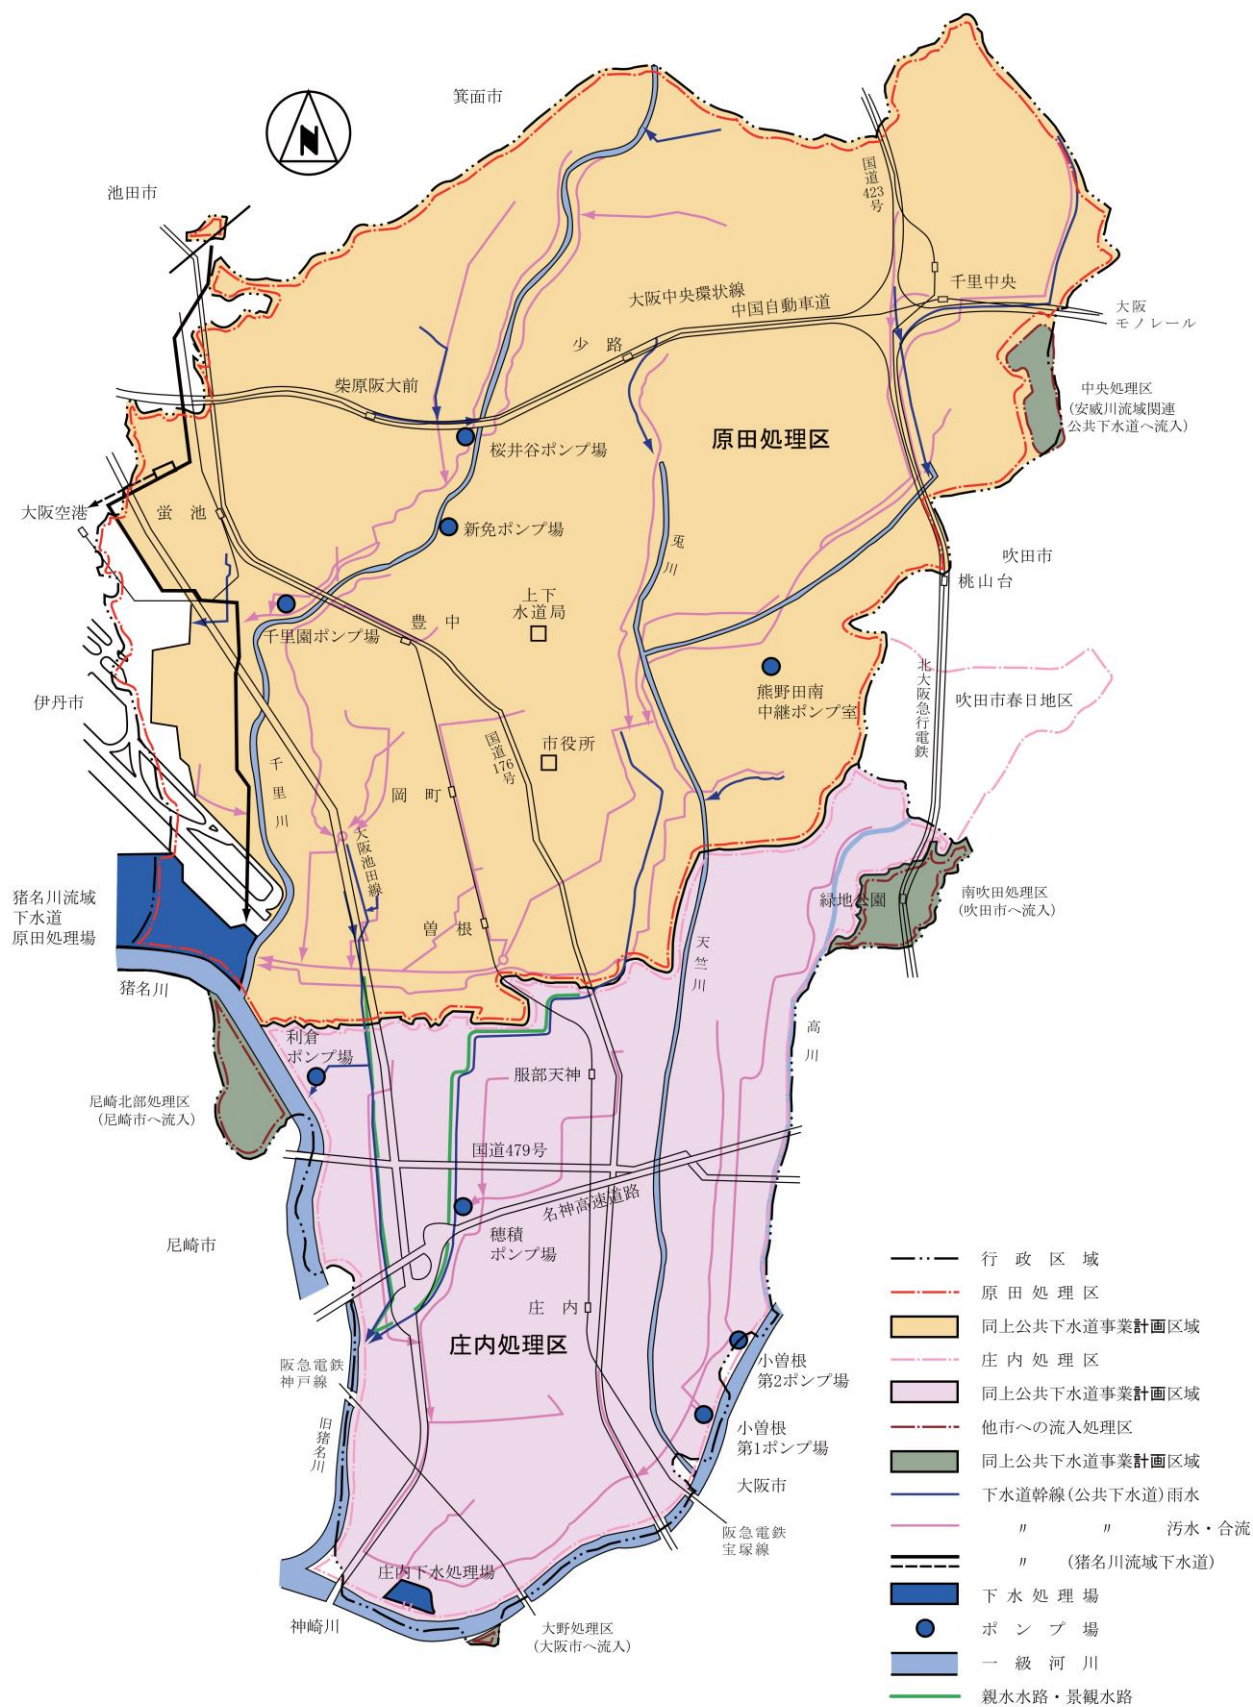 箕面市
N
池田市
国道423号
千里中央
大阪中央環状線
中国自動車道
大阪
モノレール
少路
柴原阪大前
中央処理区
(安威川流域関連
公共下水道へ流入)
原田処理区
桜井谷ポンプ場
大阪空港
蛍池
新免ポンプ場
兎川
吹田市
桃山台
上下
水道局
豊中
千里園ポンプ場
熊野田南
中継ポンプ室
北大阪急行電鉄
吹田市春日地区
伊丹市
国道176号
市役所
千里川
岡町
大阪池田線
猪名川流域
下水道
原田処理場
曽根
緑地公園
南吹田処理区
(吹田市へ流入)
天竺川
猪名川
高川
利倉
ポンプ場
服部天神
尼崎北部処理区
(尼崎市へ流入)
国道479号
名神高速道路
尼崎市
穂積
ポンプ場
庄内
庄内処理区
阪急電鉄
神戸線
小曽根
第2ポンプ場
旧猪名川
小曽根
第1ポンプ場
大阪市
阪急電鉄
宝塚線
庄内下水処理場
神崎川
大野処理区
(大阪市へ流入)
行政区域
原田処理区
同上公共下水道事業計画区域
庄内処理区
同上公共下水道事業計画区域
他市への流入処理区
同上公共下水道事業計画区域
下水道幹線(公共下水道)雨水
〃 〃 汚水・合流
〃 (猪名川流域下水道)
下水処理場
ポンプ場
一級河川
親水水路・景観水路